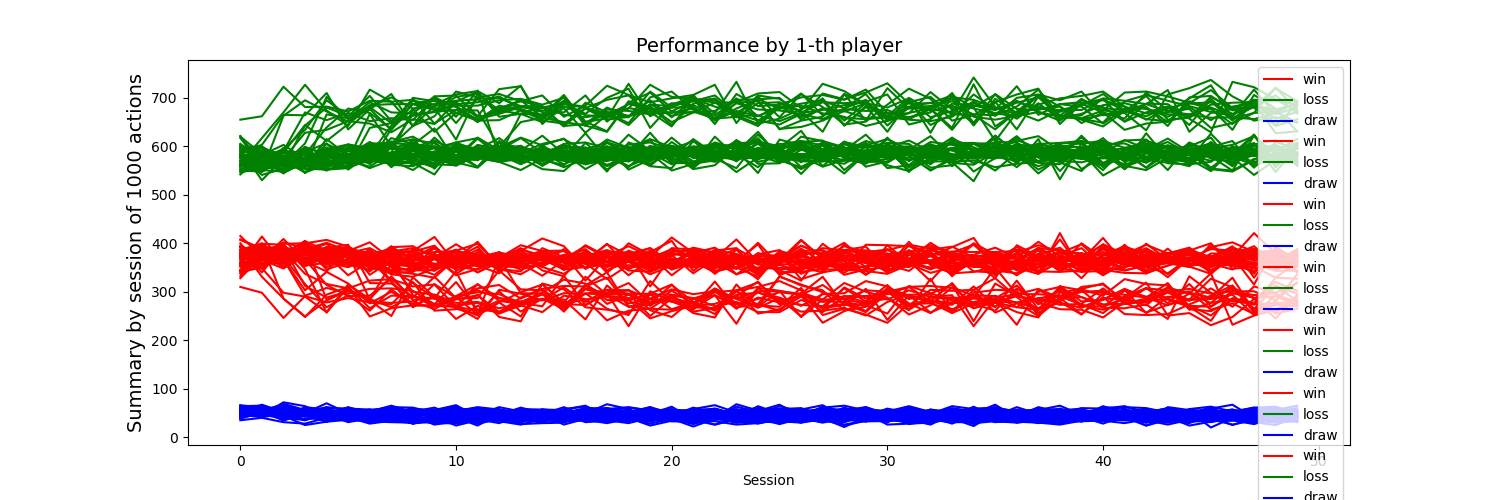 Performance by 1-th player
Summary by session of 1000 actions
700
600
500
400
300
200
100
0
0
10
20
30
40
50
Session
win
loss
draw
win
loss
draw
win
loss
draw
win
loss
draw
win
loss
draw
win
loss
draw
win
loss
draw